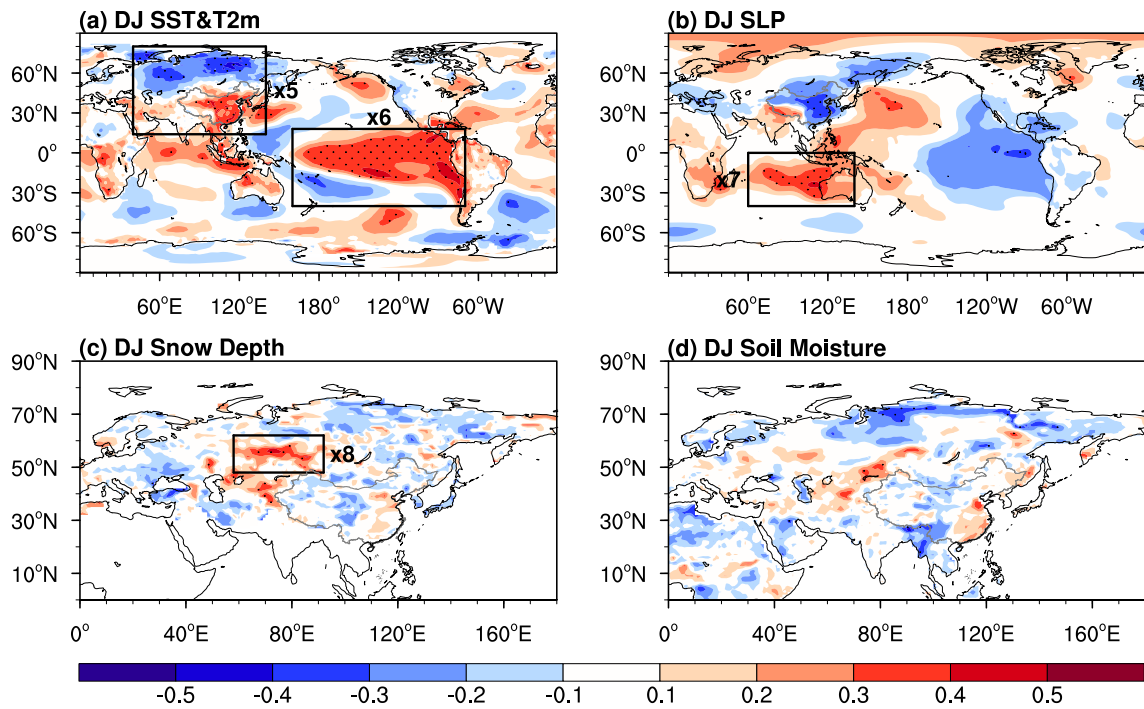 (a) DJ SST&T2m
(b) DJ SLP
60°N
30°N
0°
30°S
60°S
x5
x6
60°E 120°E 180° 120°W 60°W
60°N
30°N
0°
30°S
60°S
x7
60°E 120°E 180° 120°W 60°W
(c) DJ Snow Depth
(d) DJ Soil Moisture
90°N
70°N
50°N
30°N
10°N
x8
0° 40°E 80°E 120°E 160°E
90°N
70°N
50°N
30°N
10°N
0° 40°E 80°E 120°E 160°E
-0.5 -0.4 -0.3 -0.2 -0.1 0.1 0.2 0.3 0.4 0.5